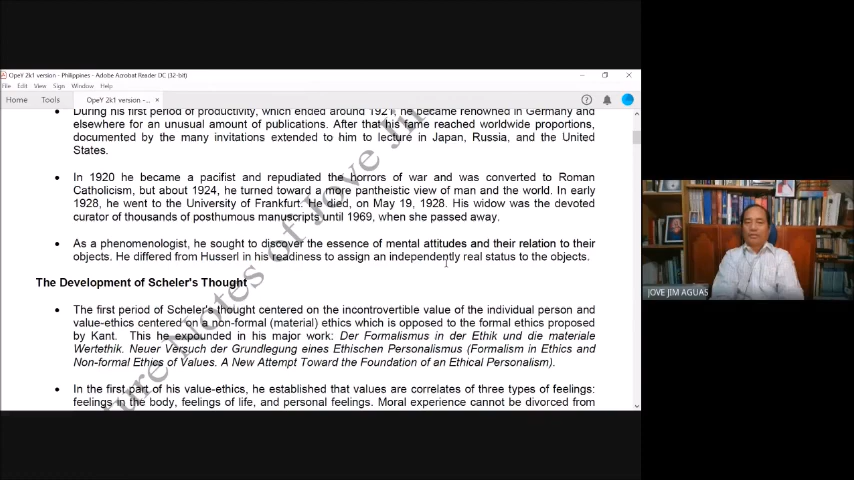 OpeY 2k1 version - Philippines - Adobe Acrobat Reader DC (32-bit)
File Edit View Sign Window Help
Home Tools OpeY 2k1 version -... ×
During his first period of productivity, which ended around 1921, he became renowned in Germany and
elsewhere for an unusual amount of publications. After that his fame reached worldwide proportions,
documented by the many invitations extended to him to lecture in Japan, Russia, and the United
States.
In 1920 he became a pacifist and repudiated the horrors of war and was converted to Roman
Catholicism, but about 1924, he turned toward a more pantheistic view of man and the world. In early
1928, he went to the University of Frankfurt. He died, on May 19, 1928. His widow was the devoted
curator of thousands of posthumous manuscripts until 1969, when she passed away.
As a phenomenologist, he sought to discover the essence of mental attitudes and their relation to their
objects. He differed from Husserl in his readiness to assign an independently real status to the objects.
The Development of Scheler's Thought
The first period of Scheler's thought centered on the incontrovertible value of the individual person and
value-ethics centered on non-formal (material) ethics which is opposed to the formal ethics proposed
by Kant. This he expounded in his major work: Der Formalismus in der Ethik und die materiale
Wertethik. Neuer Versuch der Grundlegung eines Ethischen Personalismus (Formalism in Ethics and
Non-formal Ethics of Values. A New Attempt Toward the Foundation of an Ethical Personalism).
In the first part of his value-ethics, he established that values are correlates of three types of feelings:
feelings in the body, feelings of life, and personal feelings. Moral experience cannot be divorced from
ture Notes of Jove Jim
JOVE JIM AGUAS